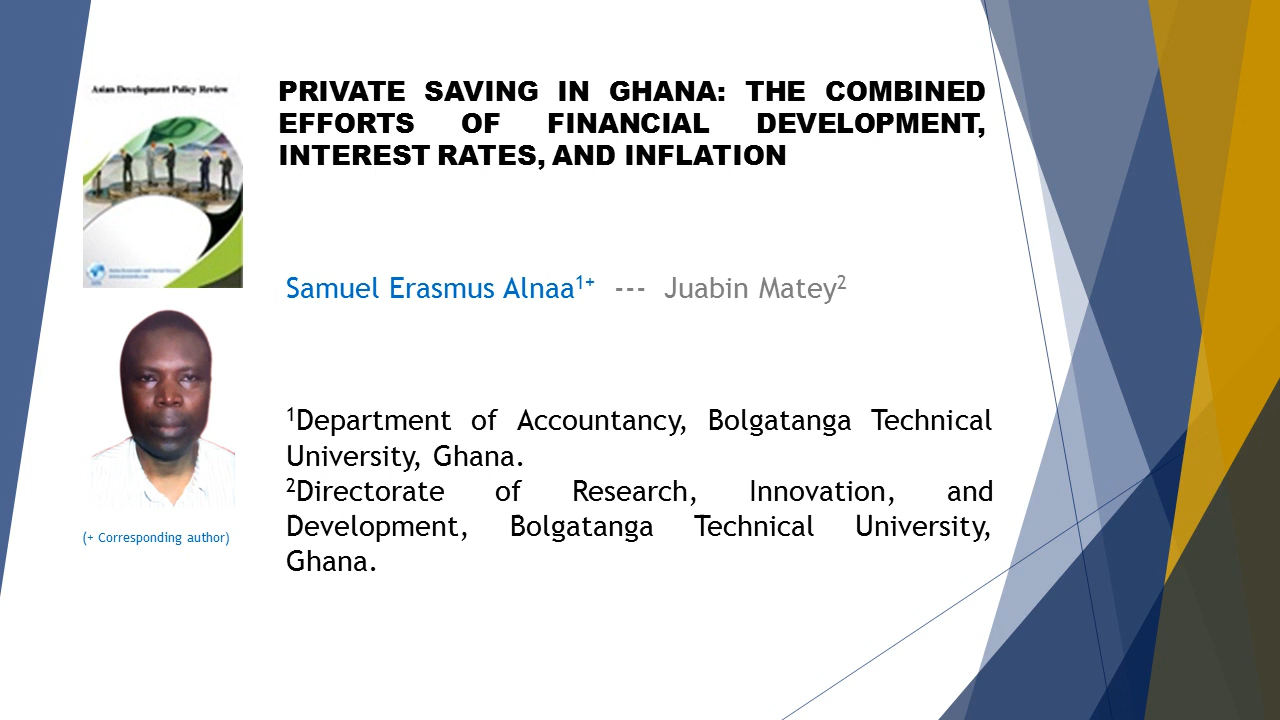 Asian Development Policy Review
PRIVATE SAVING IN GHANA: THE COMBINED
EFFORTS OF FINANCIAL DEVELOPMENT,
INTEREST RATES, AND INFLATION
Samuel Erasmus Alnaa¹⁺ --- Juabin Matey²
¹Department of Accountancy, Bolgatanga Technical
University, Ghana.
²Directorate of Research, Innovation, and
Development, Bolgatanga Technical University,
Ghana.
(+ Corresponding author)